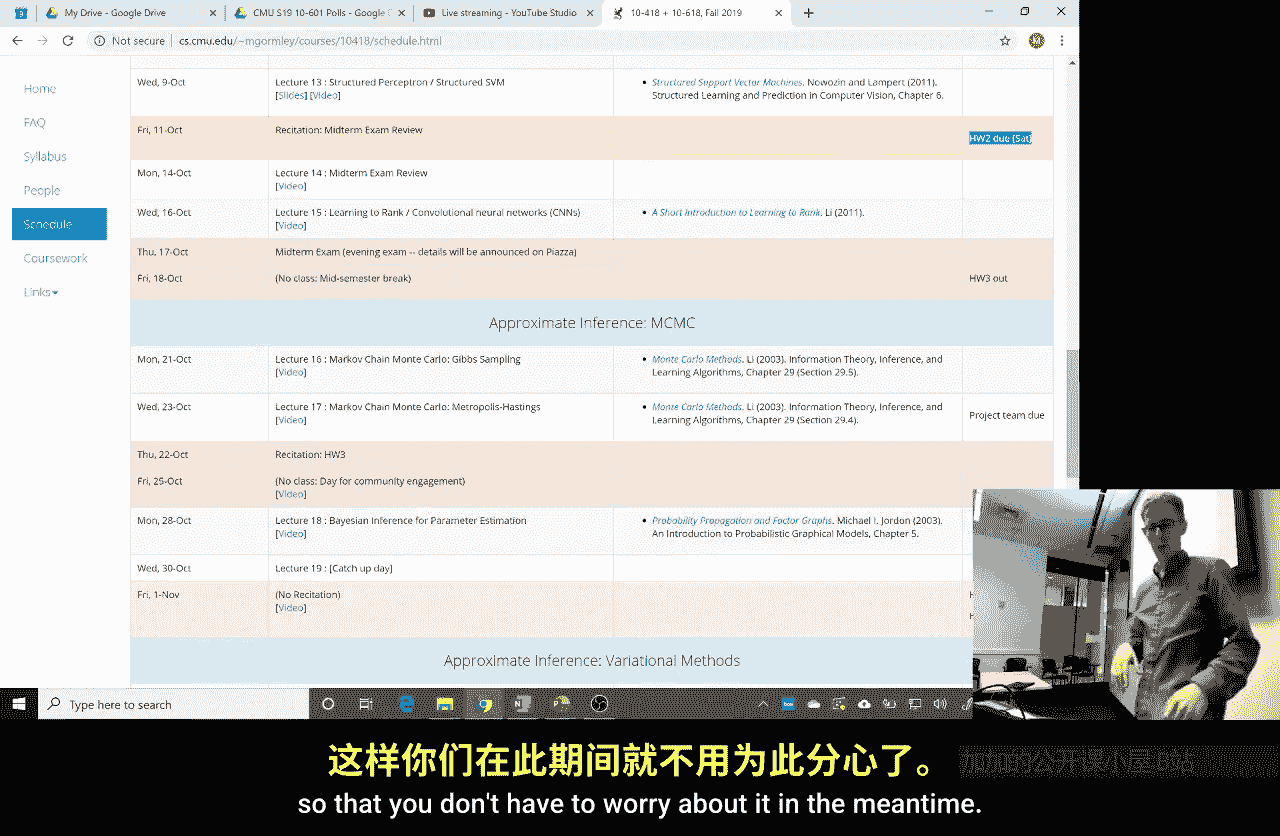 My Drive - Google Drive
CMU S19 10-601 Polls - Google
Live streaming - YouTube Studio
10-418 + 10-618, Fall 2019
Not secure cs.cmu.edu/~mgormley/courses/10418/schedule.html
Home
FAQ
Syllabus
People
Schedule
Coursework
Links
Wed, 9-Oct
Lecture 13 : Structured Perceptron / Structured SVM
[Slides] [Video]
• Structured Support Vector Machines. Nowozin and Lampert (2011).
Structured Learning and Prediction in Computer Vision, Chapter 6.
Fri, 11-Oct
Recitation: Midterm Exam Review
HW2 due (Sat)
Mon, 14-Oct
Lecture 14 : Midterm Exam Review
[Video]
Wed, 16-Oct
Lecture 15 : Learning to Rank / Convolutional neural networks (CNNs)
[Video]
• A Short Introduction to Learning to Rank. Li (2011).
Thu, 17-Oct
Midterm Exam (evening exam -- details will be announced on Piazza)
Fri, 18-Oct
(No class: Mid-semester break)
HW3 out
Approximate Inference: MCMC
Mon, 21-Oct
Lecture 16 : Markov Chain Monte Carlo: Gibbs Sampling
[Video]
• Monte Carlo Methods. Li (2003). Information Theory, Inference, and
Learning Algorithms, Chapter 29 (Section 29.5).
Wed, 23-Oct
Lecture 17 : Markov Chain Monte Carlo: Metropolis-Hastings
[Video]
• Monte Carlo Methods. Li (2003). Information Theory, Inference, and
Learning Algorithms, Chapter 29 (Section 29.4).
Project team due
Thu, 22-Oct
Recitation: HW3
Fri, 25-Oct
(No class: Day for community engagement)
[Video]
Mon, 28-Oct
Lecture 18 : Bayesian Inference for Parameter Estimation
[Video]
• Probability Propagation and Factor Graphs. Michael I. Jordon (2003).
An Introduction to Probabilistic Graphical Models, Chapter 5.
Wed, 30-Oct
Lecture 19 : [Catch up day]
Fri, 1-Nov
(No Recitation)
[Video]
Approximate Inference: Variational Methods
Type here to search
这样你们在此期间就不用为此分心了。
so that you don't have to worry about it in the meantime.
加加的公开课小屋 B站